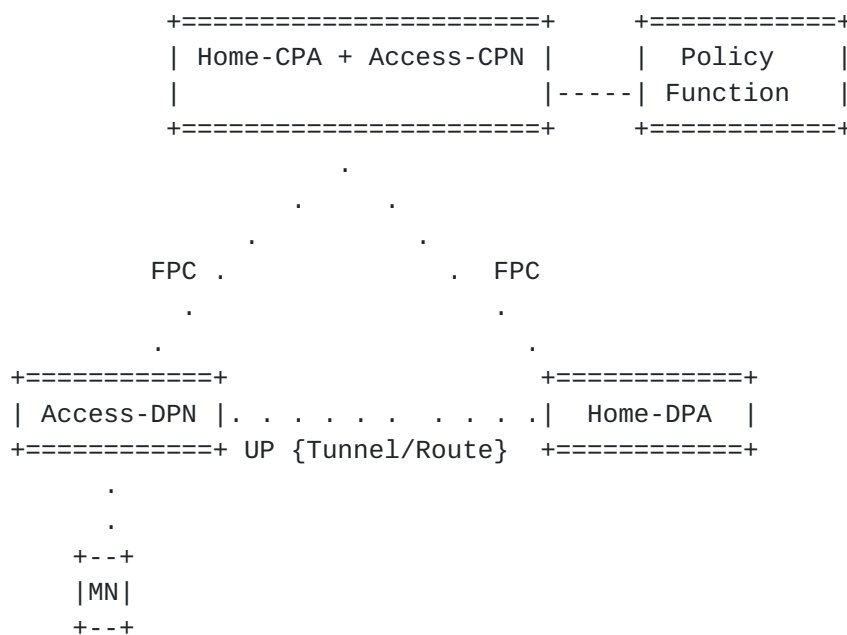 Home-CPA + Access-CPN
Policy
Function
FPC
FPC
Access-DPN
Home-DPA
UP {Tunnel/Route}
MN